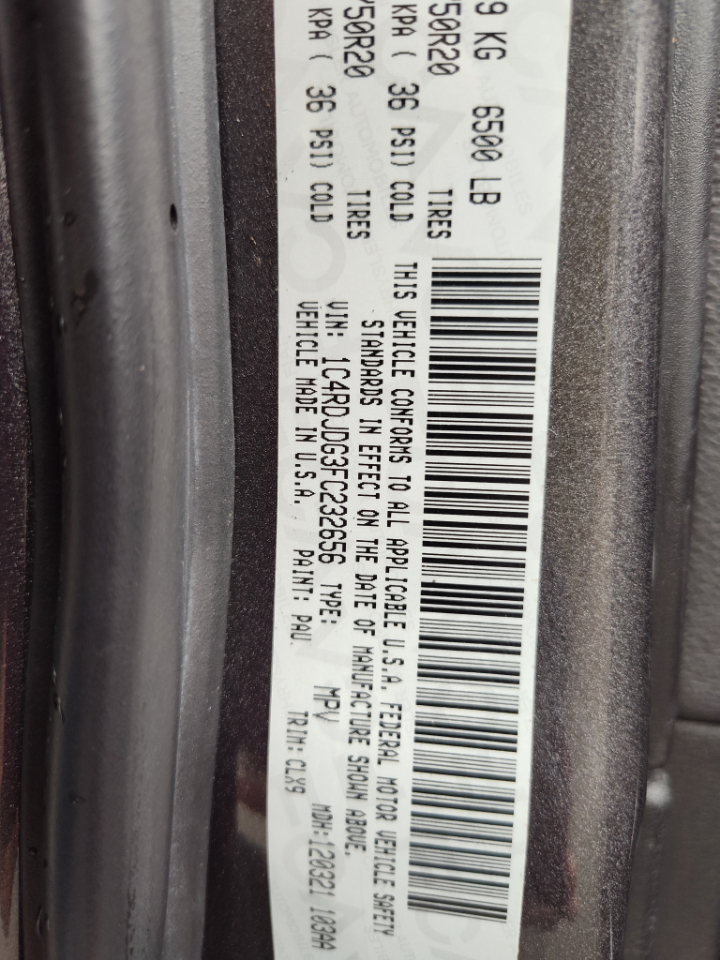 9 KG 6500 LB
50R20 TIRES
KPA ( 36 PSI) COLD
/50R20 TIRES
KPA ( 36 PSI) COLD
THIS VEHICLE CONFORMS TO ALL APPLICABLE U.S.A. FEDERAL MOTOR VEHICLE SAFETY
STANDARDS IN EFFECT ON THE DATE OF MANUFACTURE SHOWN ABOVE.
VIN: 1C4RDJDG3FC232656 TYPE: MPV MDH:120321 103AA
VEHICLE MADE IN U.S.A. PAINT: PAU TRIM: CLX9